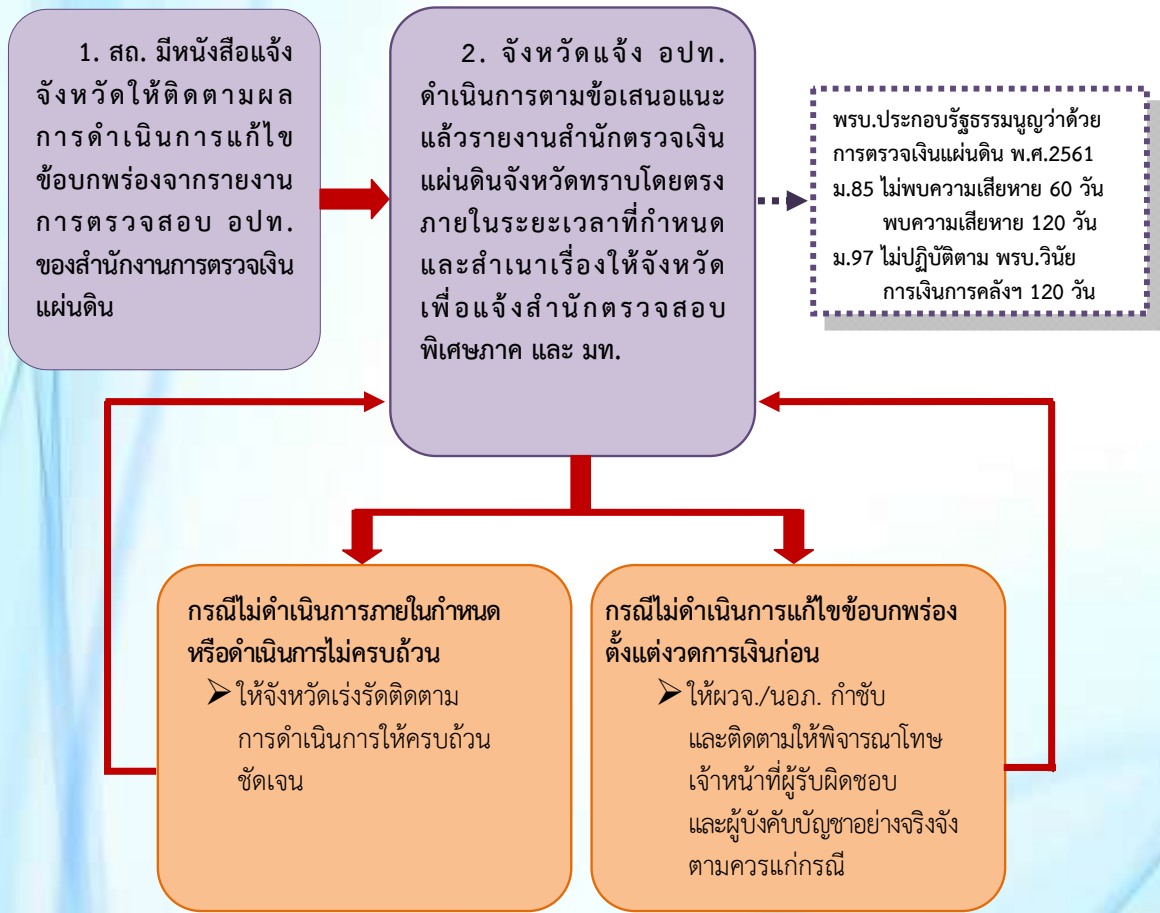 1. สถ. มีหนังสือแจ้ง
จังหวัดให้ติดตามผล
การดำเนินการแก้ไข
ข้อบกพร่องจากรายงาน
การตรวจสอบ อปท.
ของสำนักงานการตรวจเงิน
แผ่นดิน
2. จังหวัดแจ้ง อปท.
ดำเนินการตามข้อเสนอแนะ
แล้วรายงานสำนักตรวจเงิน
แผ่นดินจังหวัดทราบโดยตรง
ภายในระยะเวลาที่กำหนด
และสำเนาเรื่องให้จังหวัด
เพื่อแจ้งสำนักตรวจสอบ
พิเศษภาค และ มท.
พรบ.ประกอบรัฐธรรมนูญว่าด้วย
การตรวจเงินแผ่นดิน พ.ศ.2561
ม.85 ไม่พบความเสียหาย 60 วัน
พบความเสียหาย 120 วัน
ม.97 ไม่ปฏิบัติตาม พรบ.วินัย
การเงินการคลังฯ 120 วัน
กรณีไม่ดำเนินการภายในกำหนด
หรือดำเนินการไม่ครบถ้วน
➢ ให้จังหวัดเร่งรัดติดตาม
การดำเนินการให้ครบถ้วน
ชัดเจน
กรณีไม่ดำเนินการแก้ไขข้อบกพร่อง
ตั้งแต่งวดการเงินก่อน
➢ ให้ผวจ./นอภ. กำชับ
และติดตามให้พิจารณาโทษ
เจ้าหน้าที่ผู้รับผิดชอบ
และผู้บังคับบัญชาอย่างจริงจัง
ตามควรแก่กรณี